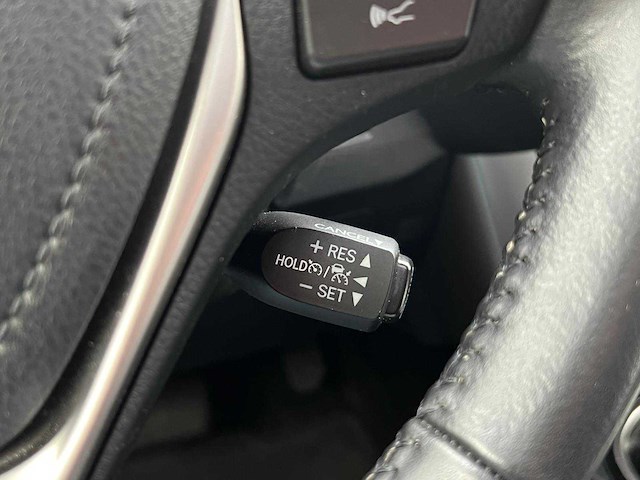 CANCEL
+ RES ▲
HOLD / ◀
− SET ▼